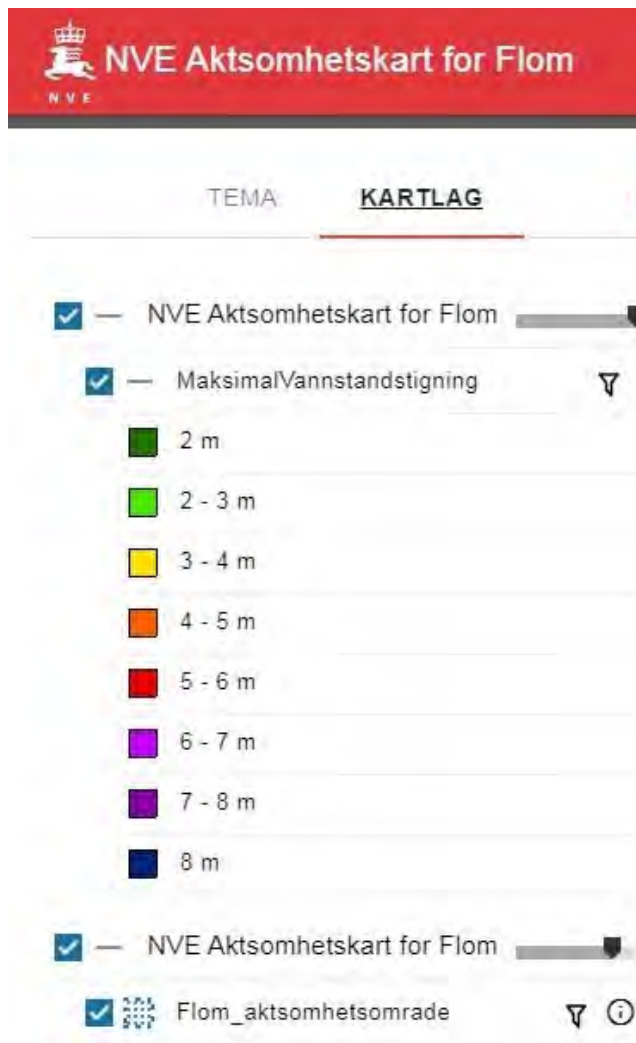 NVE Aktsomhetskart for Flom
NVE
TEMA KARTLAG
NVE Aktsomhetskart for Flom
MaksimalVannstandstigning
2 m
2 - 3 m
3 - 4 m
4 - 5 m
5 - 6 m
6 - 7 m
7 - 8 m
8 m
NVE Aktsomhetskart for Flom
Flom_aktsomhetsomrade